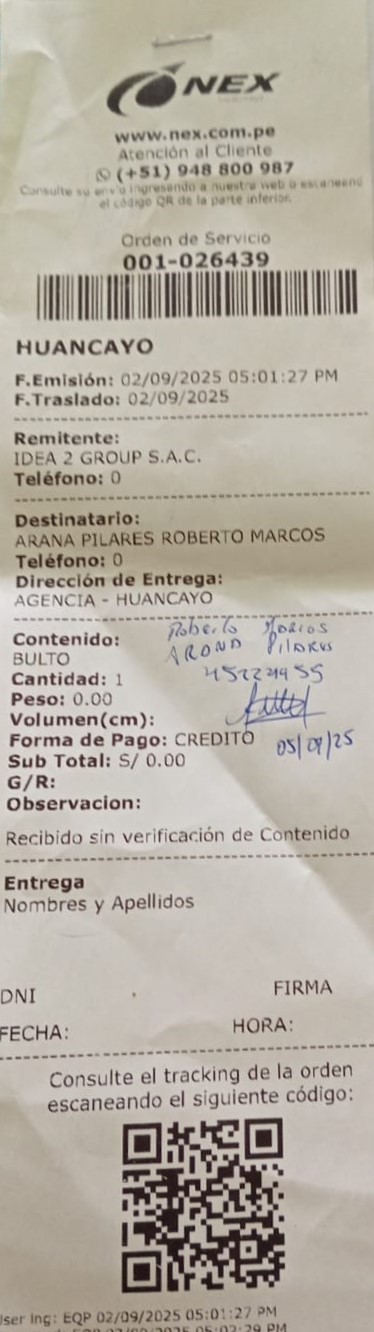 NEX
www.nex.com.pe
Atención al Cliente
(+51) 948 800 987
Consulte su envío ingresando a nuestra web o escaneeno
el código QR de la parte inferior.
Orden de Servicio
001-026439
HUANCAYO
F.Emisión: 02/09/2025 05:01:27 PM
F.Traslado: 02/09/2025
Remitente:
IDEA 2 GROUP S.A.C.
Teléfono: 0
Destinatario:
ARANA PILARES ROBERTO MARCOS
Teléfono: 0
Dirección de Entrega:
AGENCIA - HUANCAYO
Contenido: Roberto
BULTO
Cantidad: 1
Peso: 0.00
Volumen(cm):
Forma de Pago: CREDITO 05/09/25
Sub Total: S/ 0.00
G/R:
Observacion:
Recibido sin verificación de Contenido
Entrega
Nombres y Apellidos
DNI FIRMA
FECHA: HORA:
Consulte el tracking de la orden
escaneando el siguiente código:
User Ing: EQP 02/09/2025 05:01:27 PM